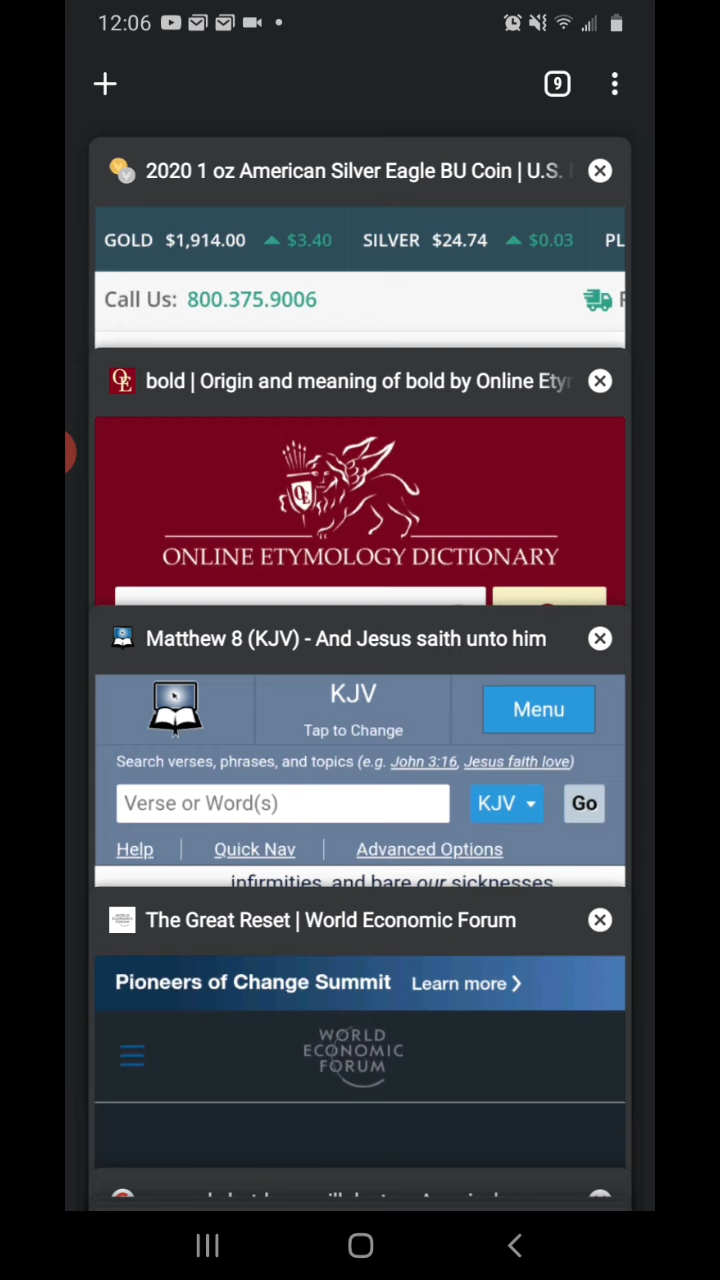 12:06
9
2020 1 oz American Silver Eagle BU Coin | U.S.
GOLD $1,914.00 $3.40 SILVER $24.74 $0.03 PL
Call Us: 800.375.9006
OE bold | Origin and meaning of bold by Online Ety
OE
ONLINE ETYMOLOGY DICTIONARY
Matthew 8 (KJV) - And Jesus saith unto him
KJV
Menu
Tap to Change
Search verses, phrases, and topics (e.g. John 3:16, Jesus faith love)
Verse or Word(s) KJV Go
Help Quick Nav Advanced Options
infirmities, and bare our sicknesses
The Great Reset | World Economic Forum
Pioneers of Change Summit Learn more
WORLD
ECONOMIC
FORUM